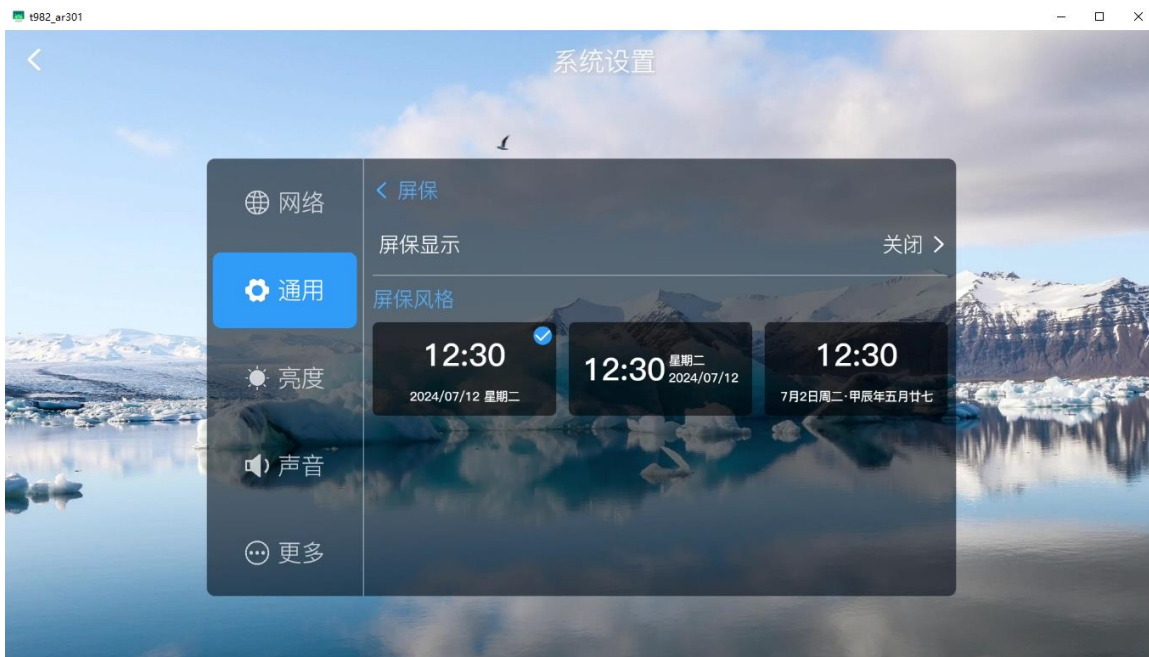 t982_ar301
系统设置
网络
通用
亮度
声音
更多
屏保
屏保显示
关闭
屏保风格
12:30
2024/07/12 星期二
12:30
星期二
2024/07/12
12:30
7月2日周二·甲辰年五月廿七